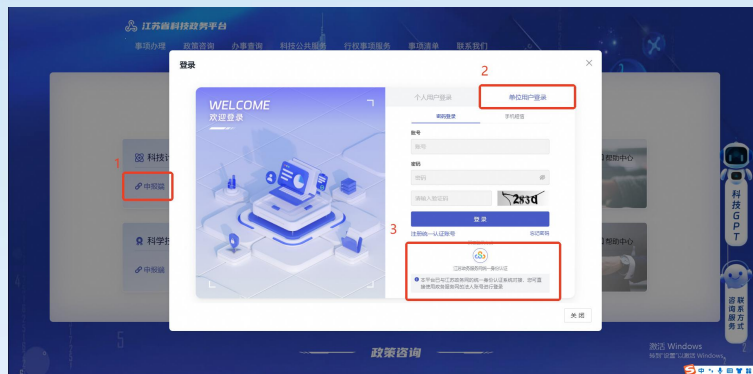 江苏省科技政务平台
事项办理 政策咨询 办事查询 科技公共服务 行权事项服务 事项清单 联系我们
登录
2
WELCOME
欢迎登录
个人用户登录 单位用户登录
密码登录 手机短信
账号
账号
密码
密码
请输入验证码
登 录
注册统一认证账号 忘记密码
3
江苏政务服务网统一身份认证
本平台已与江苏政务网的统一身份认证系统对接，您可直
接使用政务服务网的法人账号进行登录
关 闭
1
科技计
申报端
科学技
申报端
帮助中心
帮助中心
科技GPT
咨询服务
联系方式
政策咨询
激活 Windows
转到"设置"以激活 Windows。
中